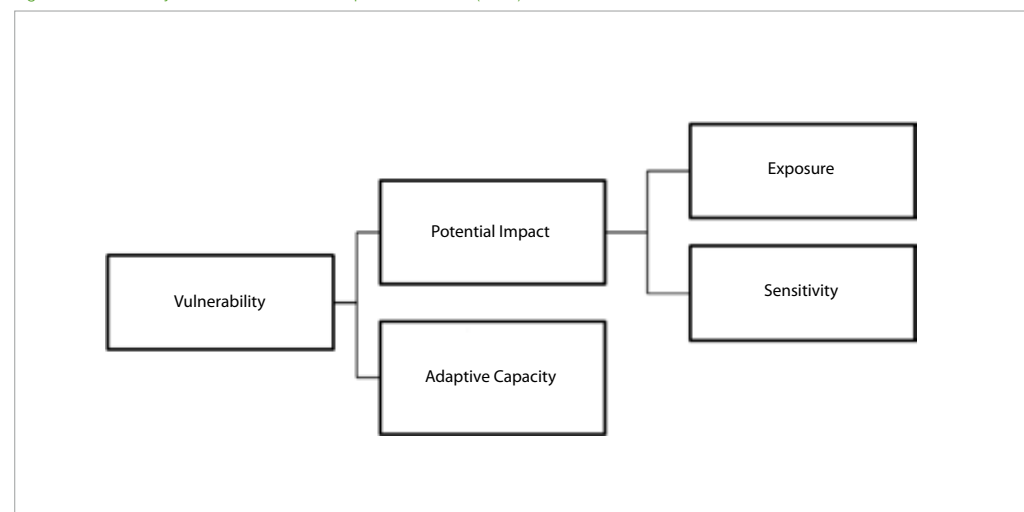 Exposure
Potential Impact
Sensitivity
Vulnerability
Adaptive Capacity